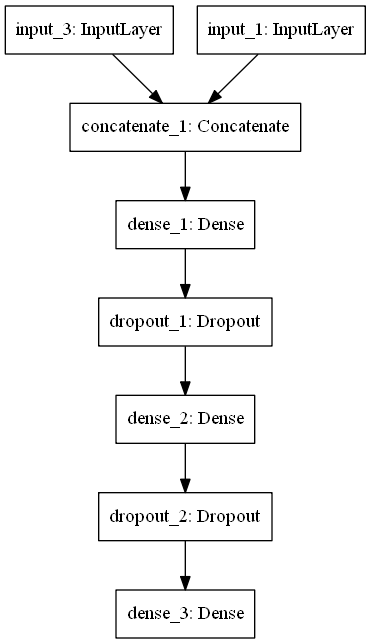 input_3: InputLayer
input_1: InputLayer
concatenate_1: Concatenate
dense_1: Dense
dropout_1: Dropout
dense_2: Dense
dropout_2: Dropout
dense_3: Dense